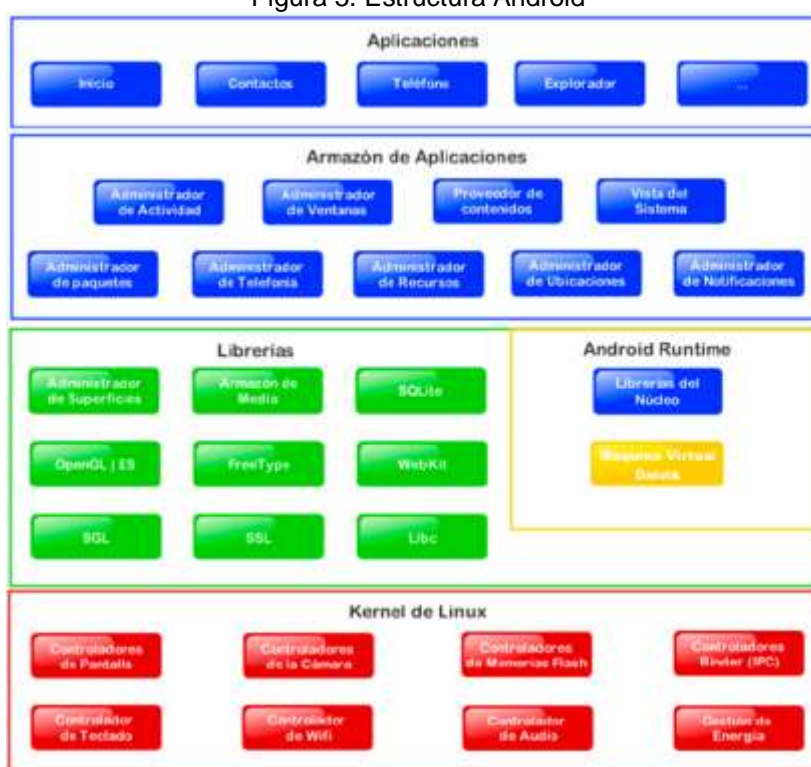 Figura 3. Estructura Android
Aplicaciones
Inicio
Contactos
Teléfono
Explorador
...
Armazón de Aplicaciones
Administrador
de Actividad
Administrador
de Ventanas
Proveedor de
contenidos
Vista del
Sistema
Administrador
de paquetes
Administrador
de Telefonía
Administrador
de Recursos
Administrador
de Ubicaciones
Administrador
de Notificaciones
Librerías
Administrador
de Superficies
Armazón de
Media
SQLite
OpenGL | ES
FreeType
WebKit
SGL
SSL
Libc
Android Runtime
Librerías del
Núcleo
Máquina Virtual
Kernel de Linux
Controladores
de Pantalla
Controladores
de la Cámara
Controladores
de Memorias Flash
Controladores
Binder (IPC)
Controlador
de Teclado
Controlador
de Wifi
Controlador
de Audio
Gestión de
Energía